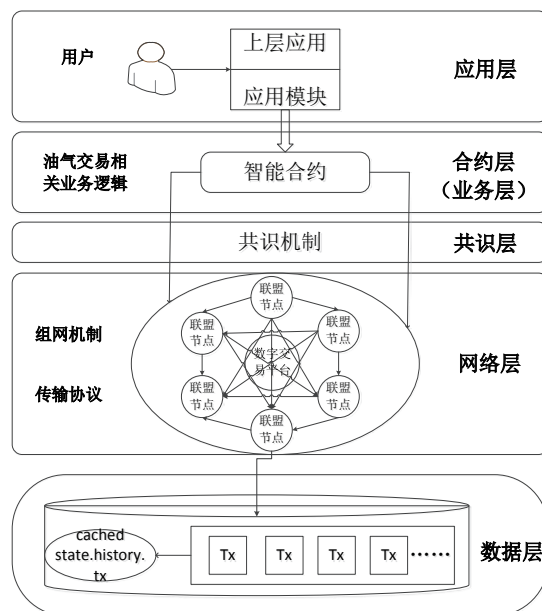 用户
上层应用
应用模块
应用层
油气交易相
关业务逻辑
智能合约
合约层
（业务层）
共识机制
共识层
组网机制
传输协议
联盟
节点
联盟
节点
联盟
节点
数字交
易平台
联盟
节点
联盟
节点
联盟
节点
网络层
cached
state.history.
tx
Tx
Tx
Tx
Tx
······
数据层